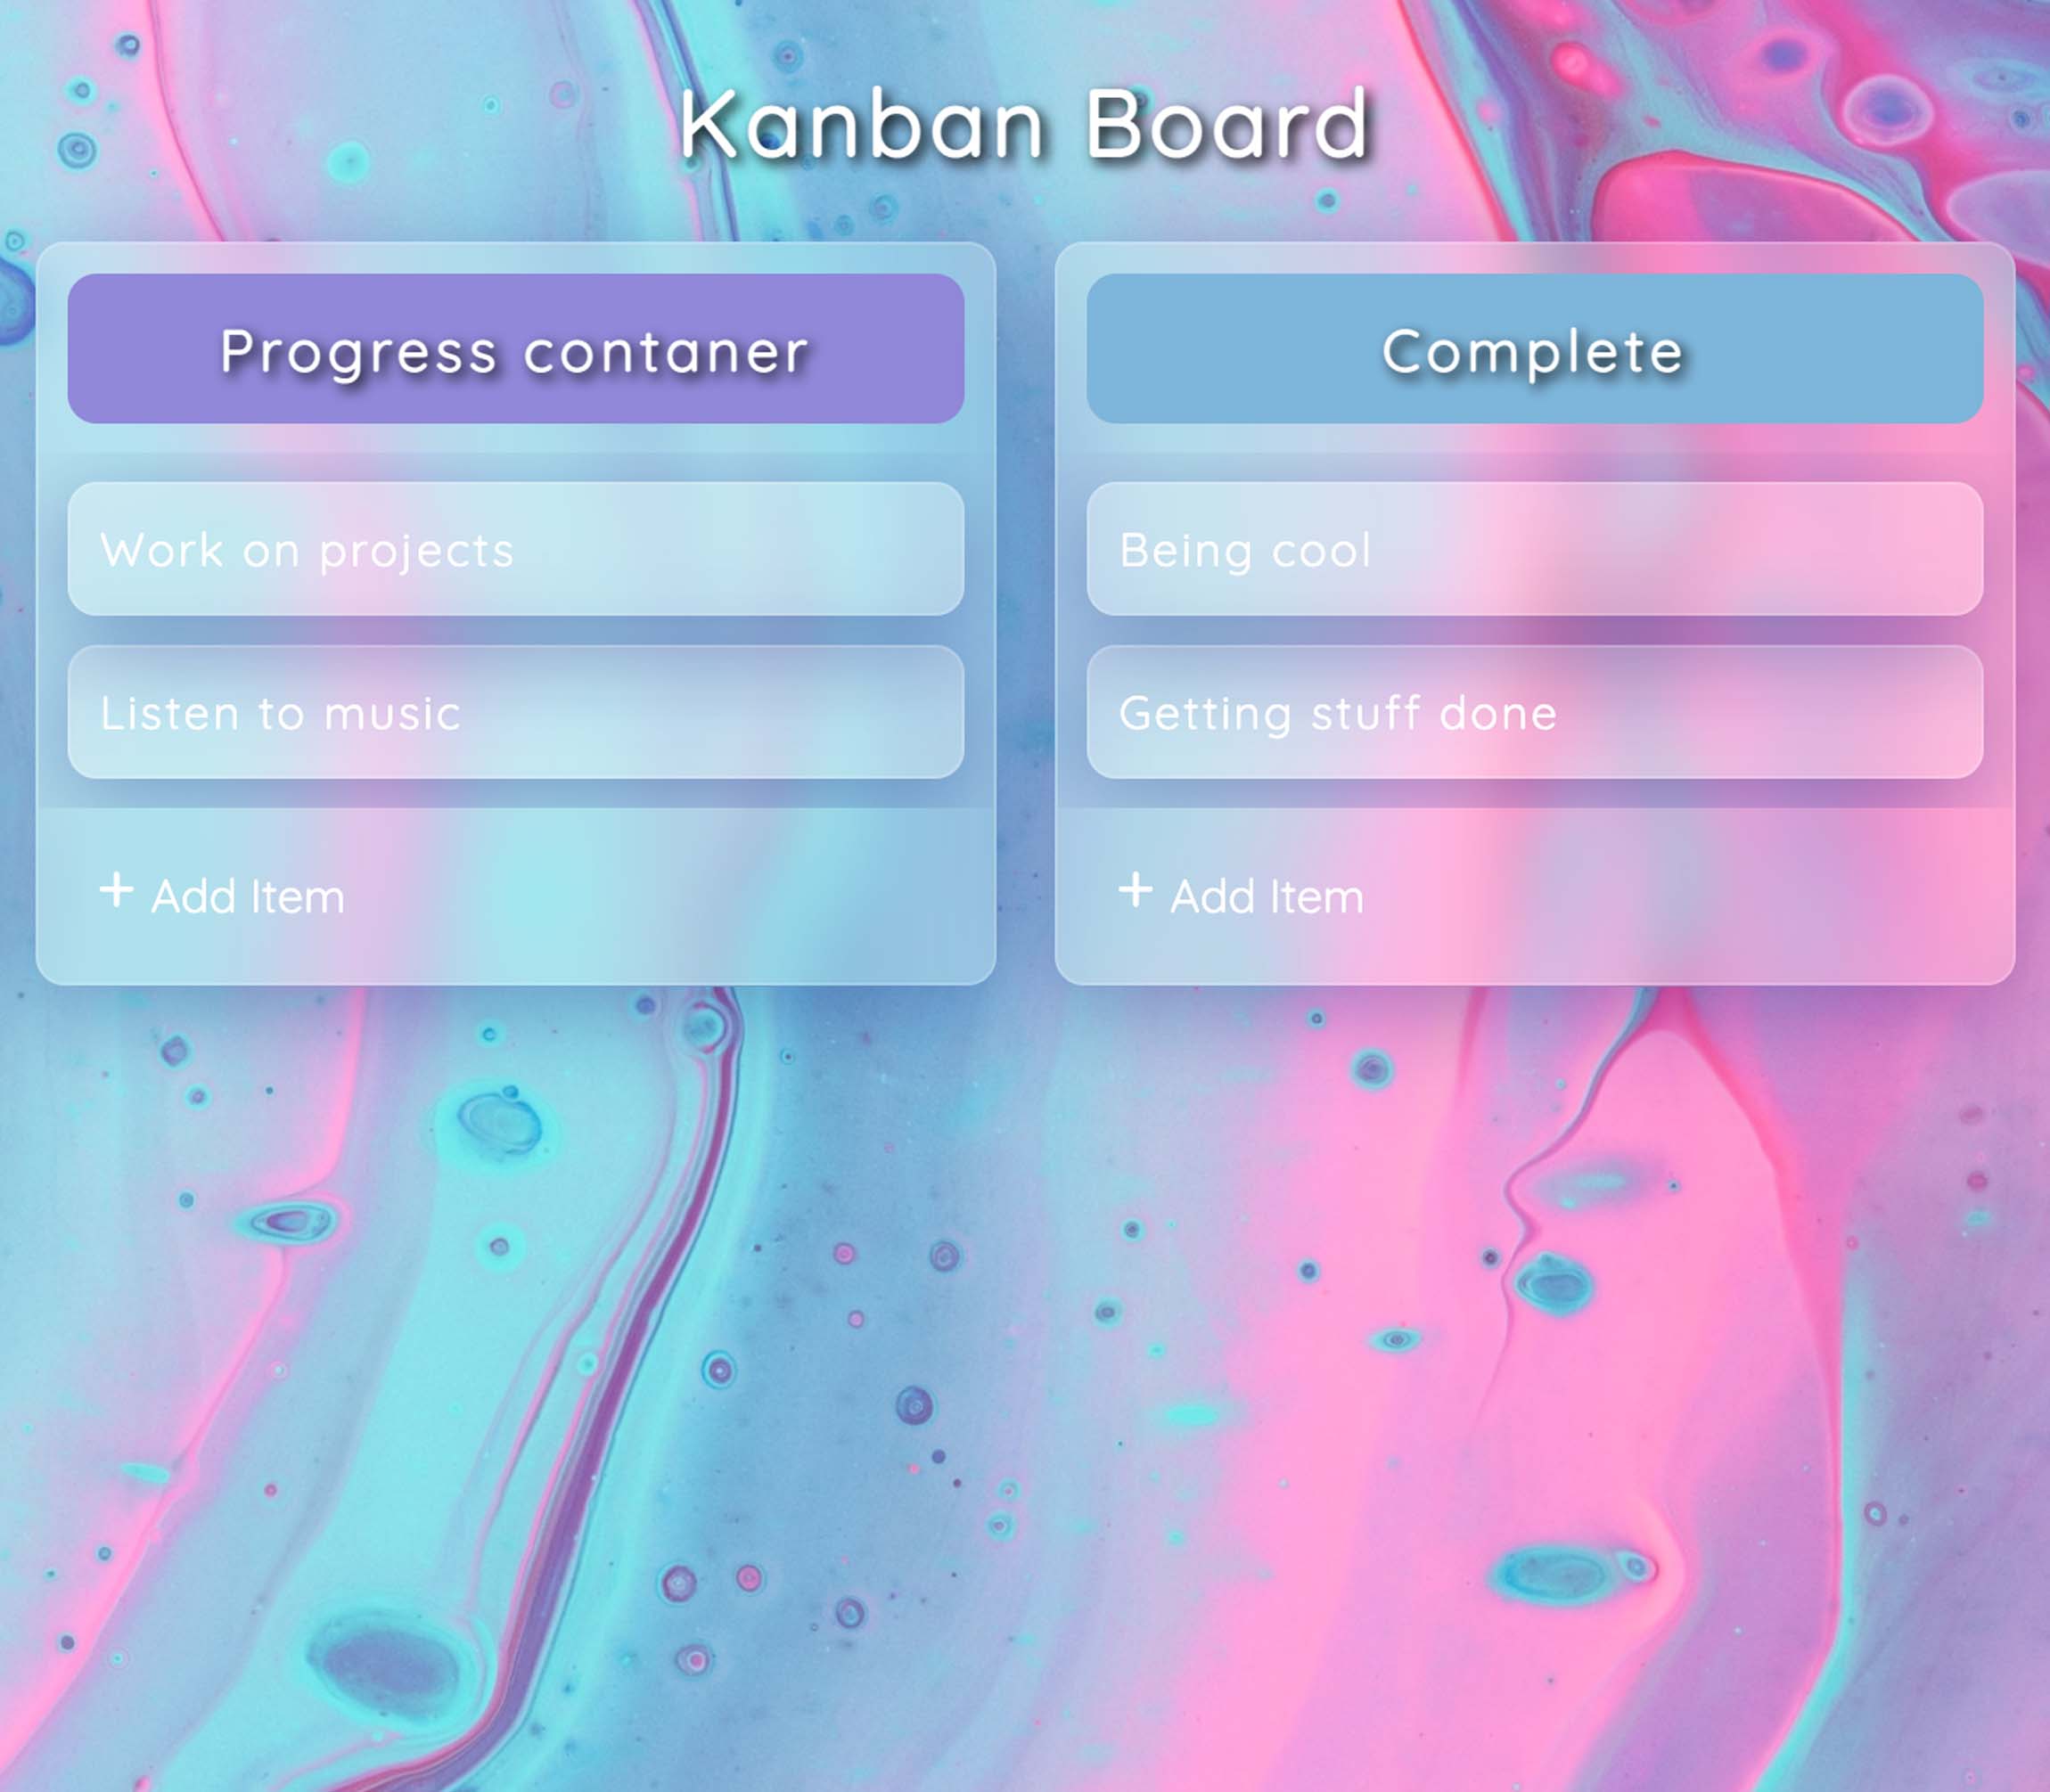 Kanban Board
Progress contaner
Work on projects
Listen to music
+ Add Item
Complete
Being cool
Getting stuff done
+ Add Item